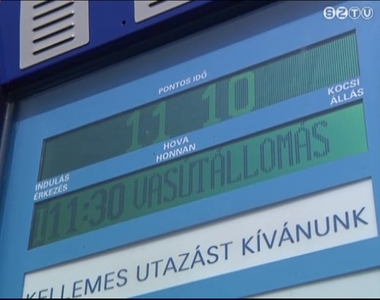 SZTV
PONTOS IDŐ
11 10
INDULÁS HOVA KOCSI
ÉRKEZÉS HONNAN ÁLLÁS
11:30 VASÚTÁLLOMÁS
KELLEMES UTAZÁST KÍVÁNUNK